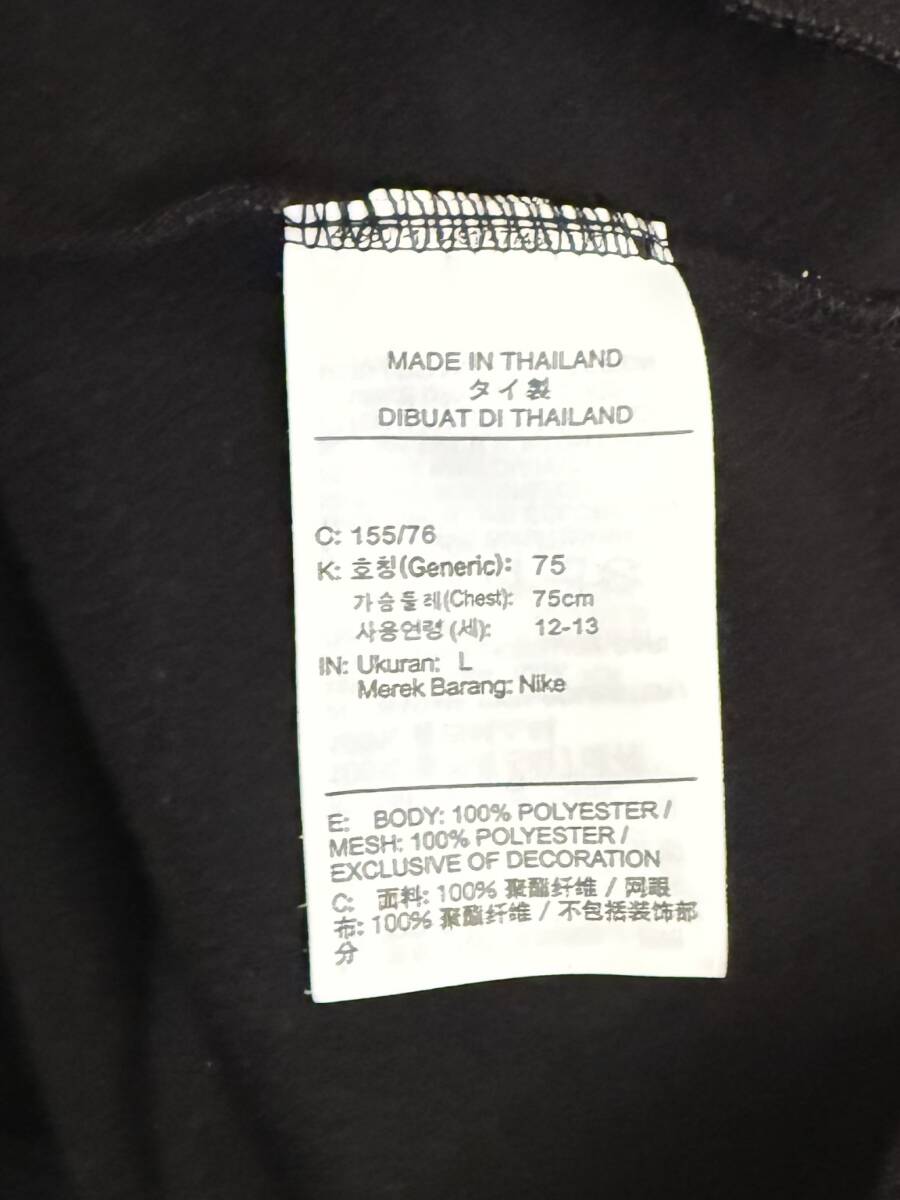 MADE IN THAILAND
タイ製
DIBUAT DI THAILAND
C: 155/76
K: 호칭(Generic): 75
가슴둘레(Chest): 75cm
사용연령(세): 12-13
IN: Ukuran: L
Merek Barang: Nike
E: BODY: 100% POLYESTER /
MESH: 100% POLYESTER /
EXCLUSIVE OF DECORATION
C: 面料: 100% 聚酯纤维 / 网眼
布: 100% 聚酯纤维 / 不包括装饰部
分